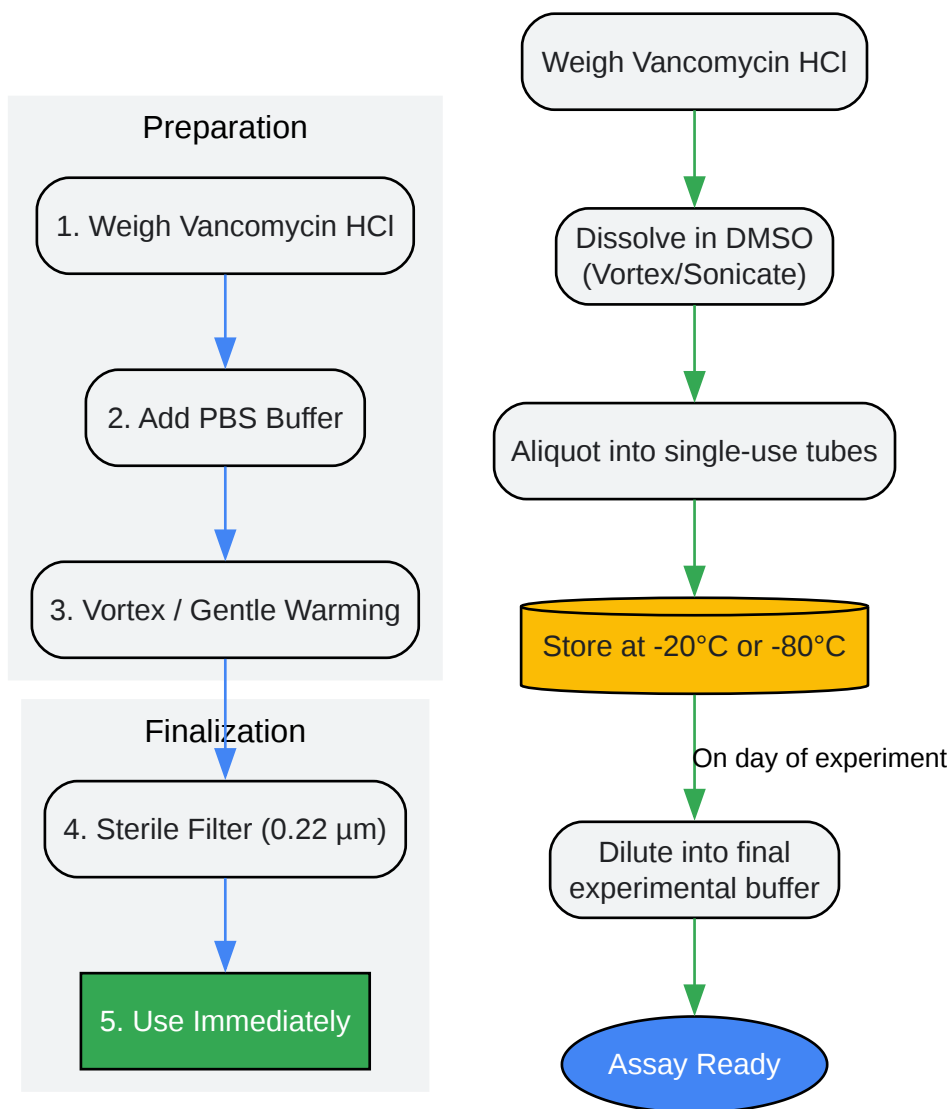 Preparation
1. Weigh Vancomycin HCl
2. Add PBS Buffer
3. Vortex / Gentle Warming
Finalization
4. Sterile Filter (0.22 µm)
5. Use Immediately
Weigh Vancomycin HCl
Dissolve in DMSO
(Vortex/Sonicate)
Aliquot into single-use tubes
Store at -20°C or -80°C
On day of experiment
Dilute into final
experimental buffer
Assay Ready